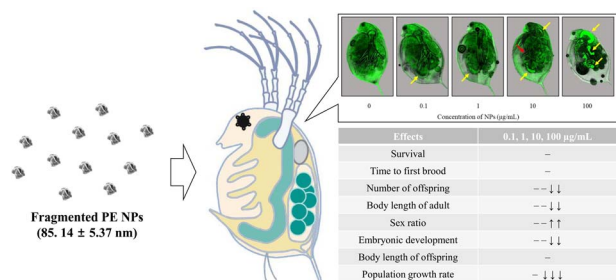 Fragmented PE NPs
(85. 14 ± 5.37 nm)
0 0.1 1 10 100
Concentration of NPs (μg/mL)
Effects 0.1, 1, 10, 100 μg/mL
Survival –
Time to first brood –
Number of offspring – – ↓ ↓
Body length of adult – – ↓ ↓
Sex ratio – – ↑ ↑
Embryonic development – – ↓ ↓
Body length of offspring –
Population growth rate – ↓ ↓ ↓